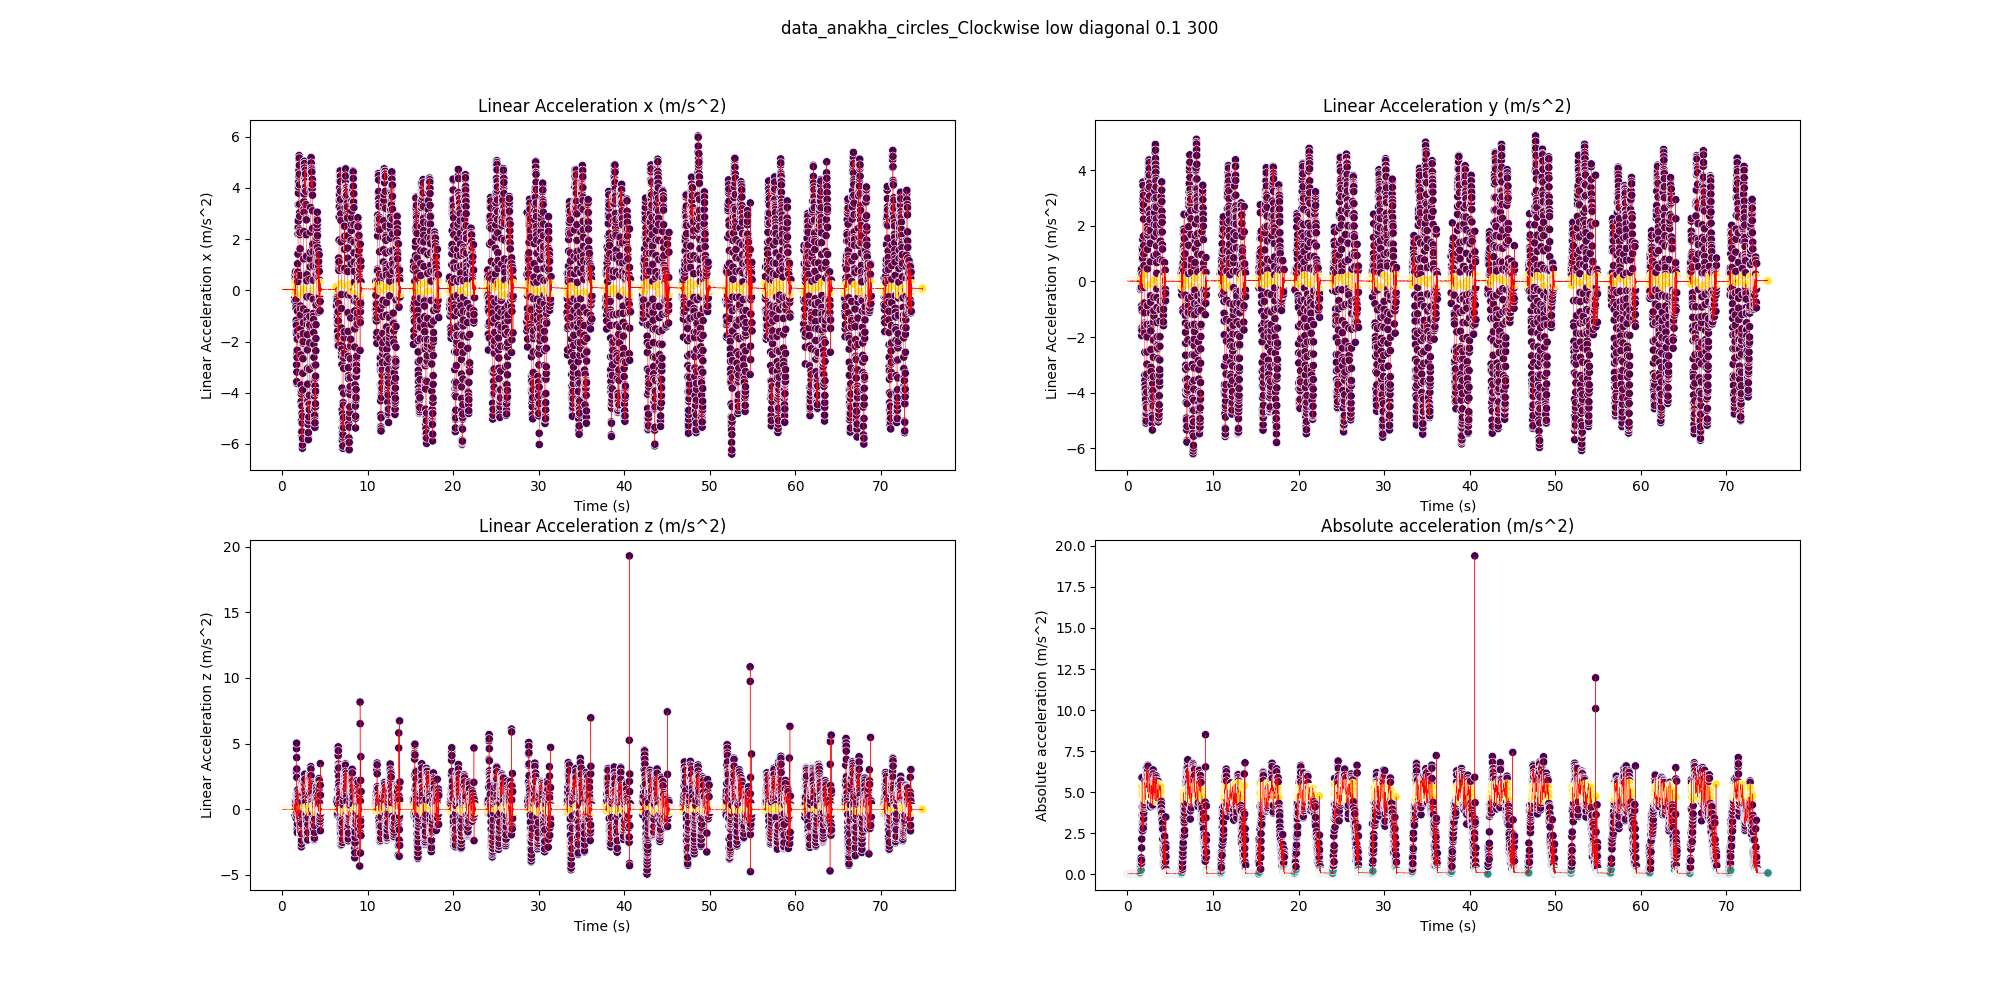 data_anakha_circles_Clockwise low diagonal 0.1 300
Linear Acceleration x (m/s^2)
Linear Acceleration x (m/s^2)
6
4
2
0
−2
−4
−6
0 10 20 30 40 50 60 70
Time (s)
Linear Acceleration y (m/s^2)
Linear Acceleration y (m/s^2)
4
2
0
−2
−4
−6
0 10 20 30 40 50 60 70
Time (s)
Linear Acceleration z (m/s^2)
Linear Acceleration z (m/s^2)
20
15
10
5
0
−5
0 10 20 30 40 50 60 70
Time (s)
Absolute acceleration (m/s^2)
Absolute acceleration (m/s^2)
20.0
17.5
15.0
12.5
10.0
7.5
5.0
2.5
0.0
0 10 20 30 40 50 60 70
Time (s)